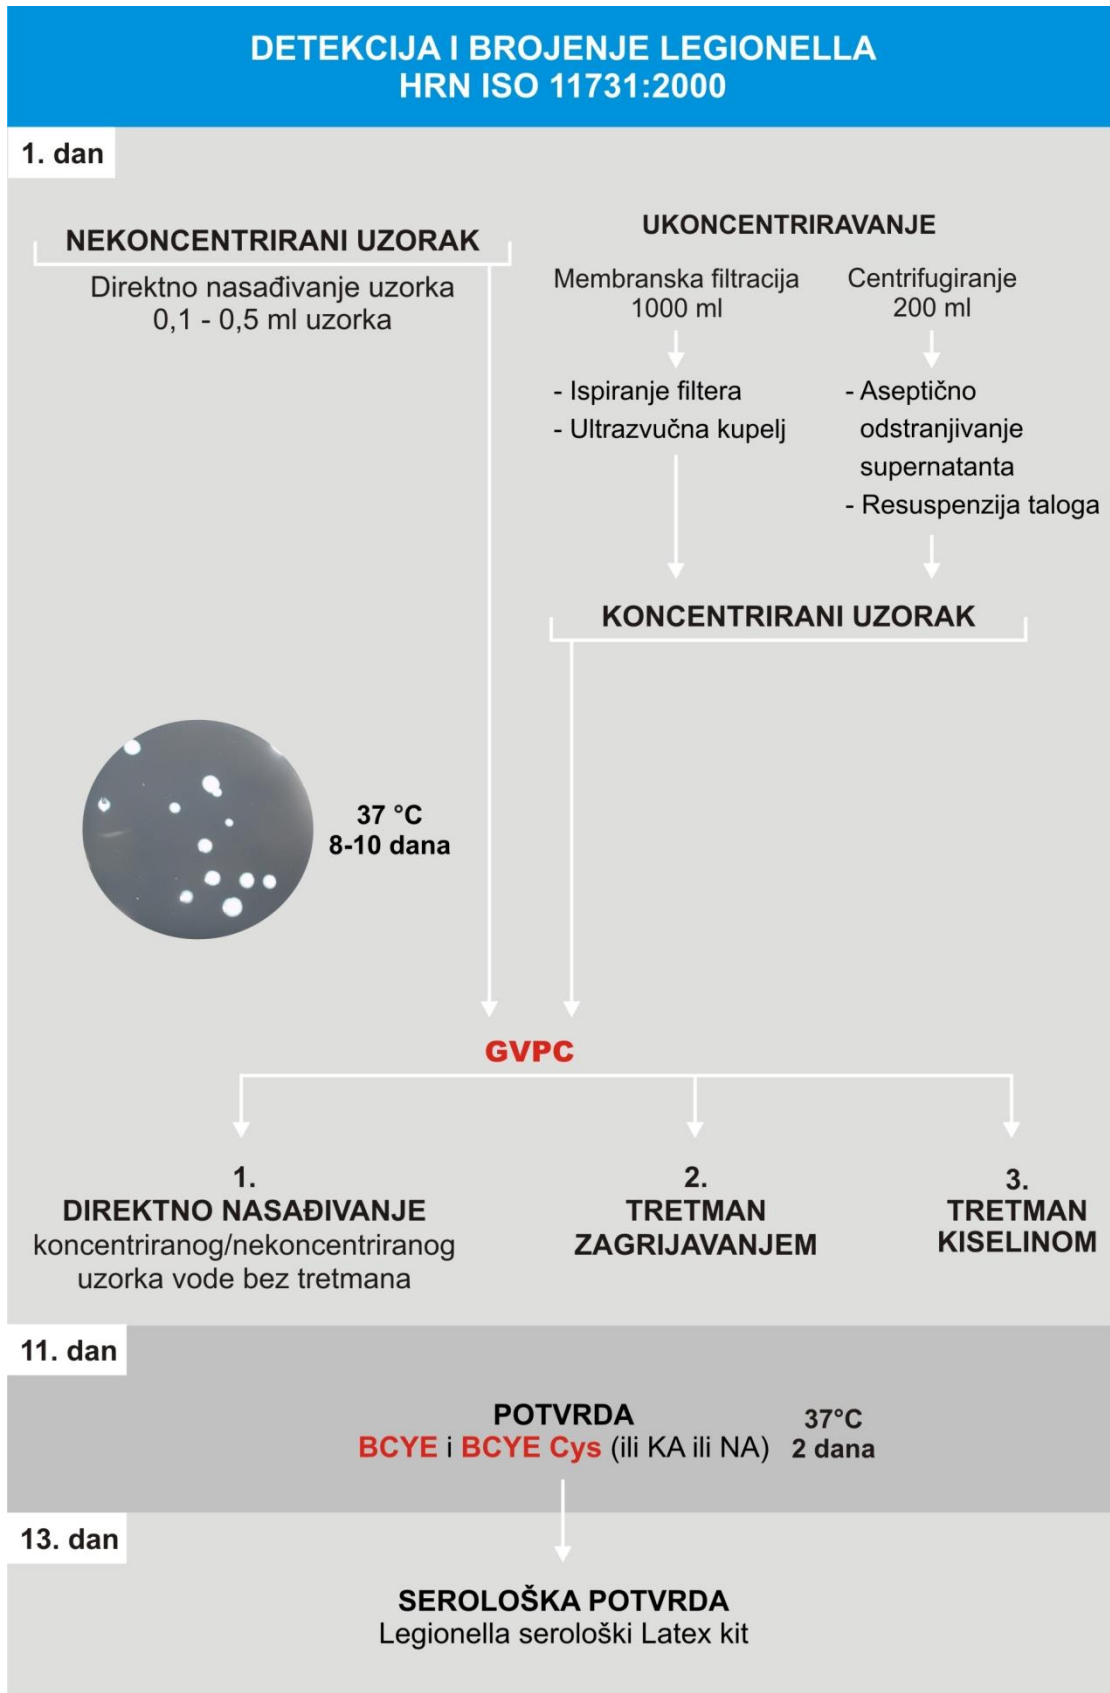 DETEKCIJA I BROJENJE LEGIONELLA
HRN ISO 11731:2000
1. dan
NEKONCENTRIRANI UZORAK
Direktno nasađivanje uzorka
0,1 - 0,5 ml uzorka
UKONCENTRIRAVANJE
Membranska filtracija
1000 ml
- Ispiranje filtera
- Ultrazvučna kupelj
Centrifugiranje
200 ml
- Aseptično
odstranjivanje
supernatanta
- Resuspenzija taloga
KONCENTRIRANI UZORAK
37 °C
8-10 dana
GVPC
1.
DIREKTNO NASAĐIVANJE
koncentriranog/nekoncentriranog
uzorka vode bez tretmana
2.
TRETMAN
ZAGRIJAVANJEM
3.
TRETMAN
KISELINOM
11. dan
POTVRDA
BCYE i BCYE Cys (ili KA ili NA)
37°C
2 dana
13. dan
SEROLOŠKA POTVRDA
Legionella serološki Latex kit